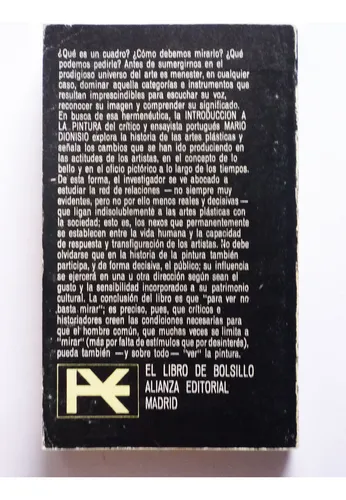 ¿Qué es un cuadro? ¿Cómo debemos mirarlo? ¿Qué
podemos pedirle? Antes de sumergirnos en el
prodigioso universo del arte es menester, en cualquier
caso, dominar aquella categorías e instrumentos que
resultan imprescindibles para escuchar su voz,
reconocer su imagen y comprender su significado.
En busca de esa hermenéutica, la INTRODUCCION A
LA PINTURA del crítico y ensayista portugués MARIO
DIONISIO explora la historia de las artes plásticas y
señala los cambios que se han ido produciendo en
las actitudes de los artistas, en el concepto de lo
bello y en el oficio pictórico a lo largo de los tiempos.
De esta forma, el investigador se ve abocado a
estudiar la red de relaciones —no siempre muy
evidentes, pero no por ello menos reales y decisivas—
que ligan indisolublemente a las artes plásticas con
la sociedad; esto es, los nexos que permanentemente
se establecen entre la vida humana y la capacidad
de respuesta y transfiguración de los artistas. No debe
olvidarse que en la historia de la pintura también
participa, y de forma decisiva, el público; su influencia
se ejercerá en una u otra dirección según sean el
gusto y la sensibilidad incorporados a su patrimonio
cultural. La conclusión del libro es que "para ver no
basta mirar"; es preciso, pues, que críticos e
historiadores creen las condiciones necesarias para
que el hombre común, que muchas veces se limita a
"mirar" (más por falta de estímulos que por desinterés),
pueda también —y sobre todo— "ver" la pintura.
EL LIBRO DE BOLSILLO
ALIANZA EDITORIAL
MADRID